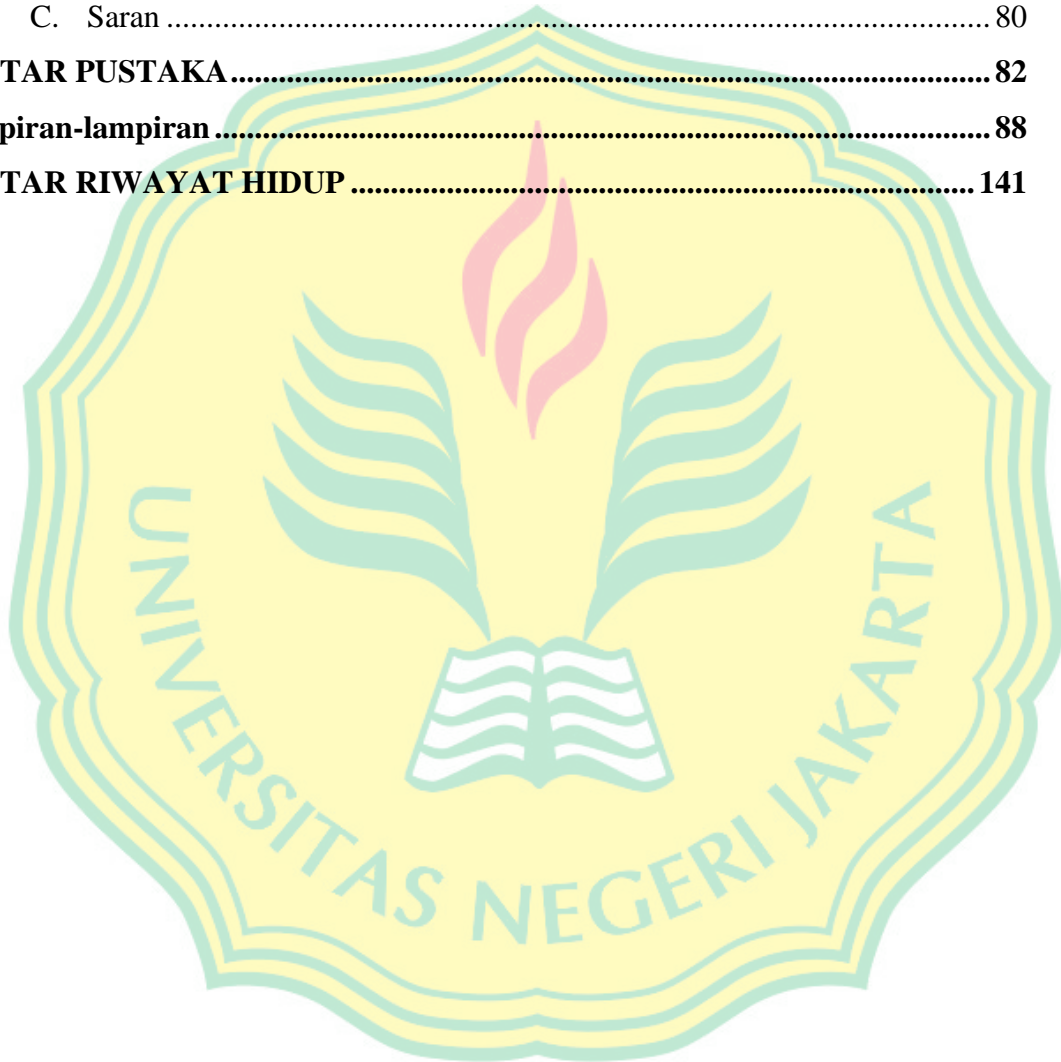 C. Saran ........................................................................................................ 80
TAR PUSTAKA................................................................................................ 82
piran-lampiran .................................................................................................. 88
TAR RIWAYAT HIDUP ............................................................................... 141
UNIVERSITAS NEGERI JAKARTA